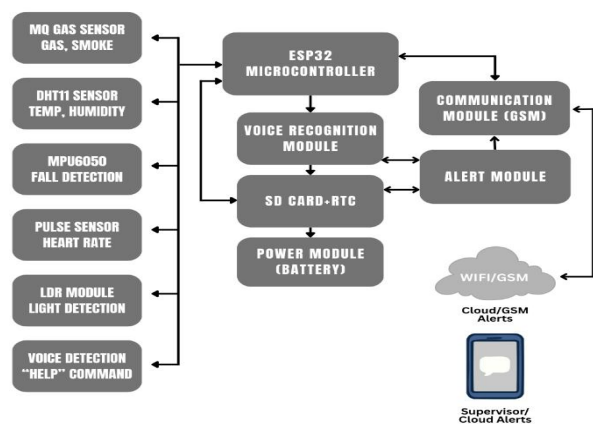 MQ GAS SENSOR
GAS, SMOKE
DHT11 SENSOR
TEMP, HUMIDITY
MPU6050
FALL DETECTION
PULSE SENSOR
HEART RATE
LDR MODULE
LIGHT DETECTION
VOICE DETECTION
“HELP” COMMAND
ESP32
MICROCONTROLLER
VOICE RECOGNITION
MODULE
SD CARD+RTC
POWER MODULE
(BATTERY)
COMMUNICATION
MODULE (GSM)
ALERT MODULE
WIFI/GSM
Cloud/GSM
Alerts
Supervisor/
Cloud Alerts